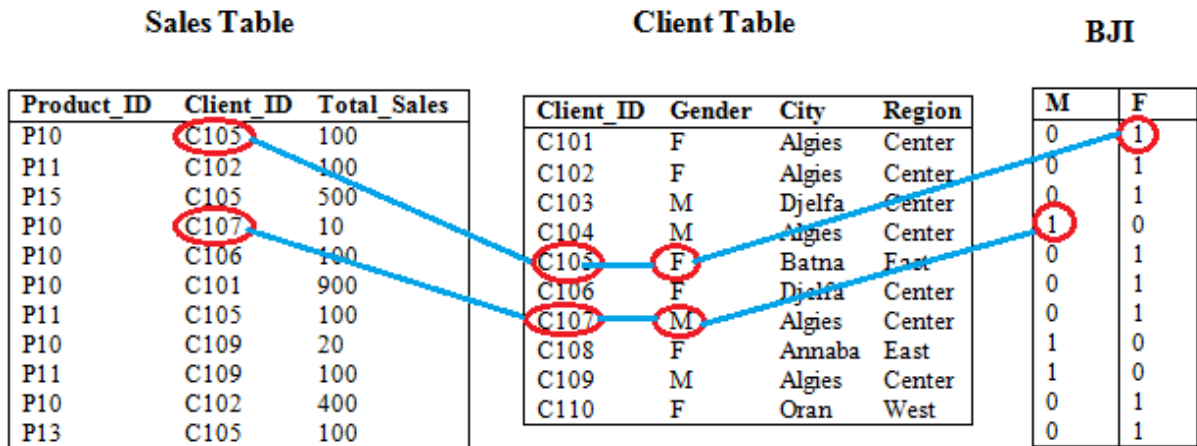 Sales Table Client Table BJI
Product_ID Client_ID Total_Sales
P10 C105 100
P11 C102 100
P15 C105 500
P10 C107 10
P10 C106 100
P10 C101 900
P11 C105 100
P10 C109 20
P11 C109 100
P10 C102 400
P13 C105 100
Client_ID Gender City Region
C101 F Algies Center
C102 F Algies Center
C103 M Djelfa Center
C104 M Algies Center
C105 F Batna East
C106 F Djelfa Center
C107 M Algies Center
C108 F Annaba East
C109 M Algies Center
C110 F Oran West
M F
0 1
0 1
0 1
1 0
0 1
0 1
0 1
1 0
1 0
0 1
0 1